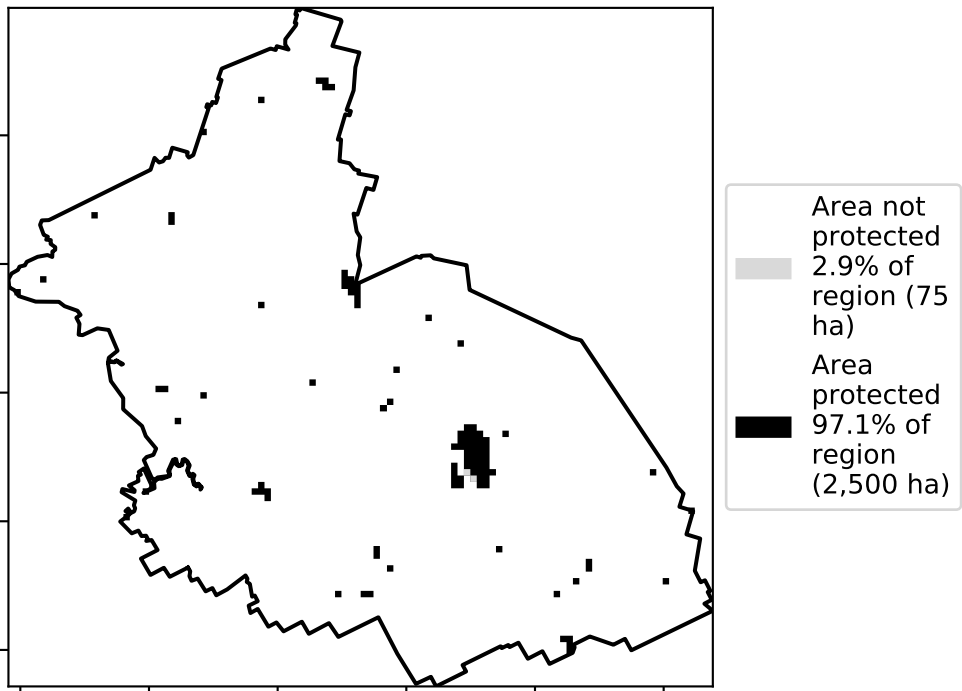 Area not
protected
2.9% of
region (75
ha)
Area
protected
97.1% of
region
(2,500 ha)